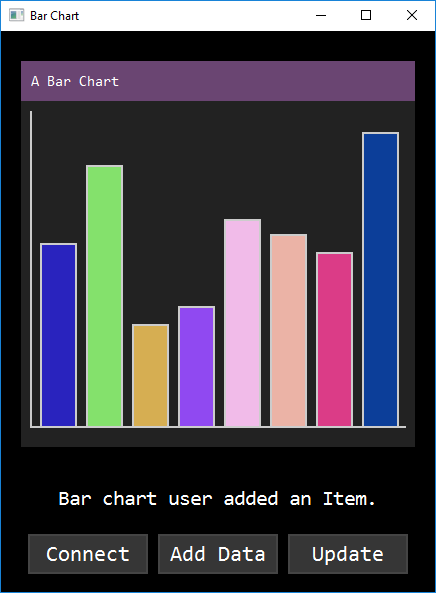 Bar Chart
A Bar Chart
Bar chart user added an Item.
Connect
Add Data
Update